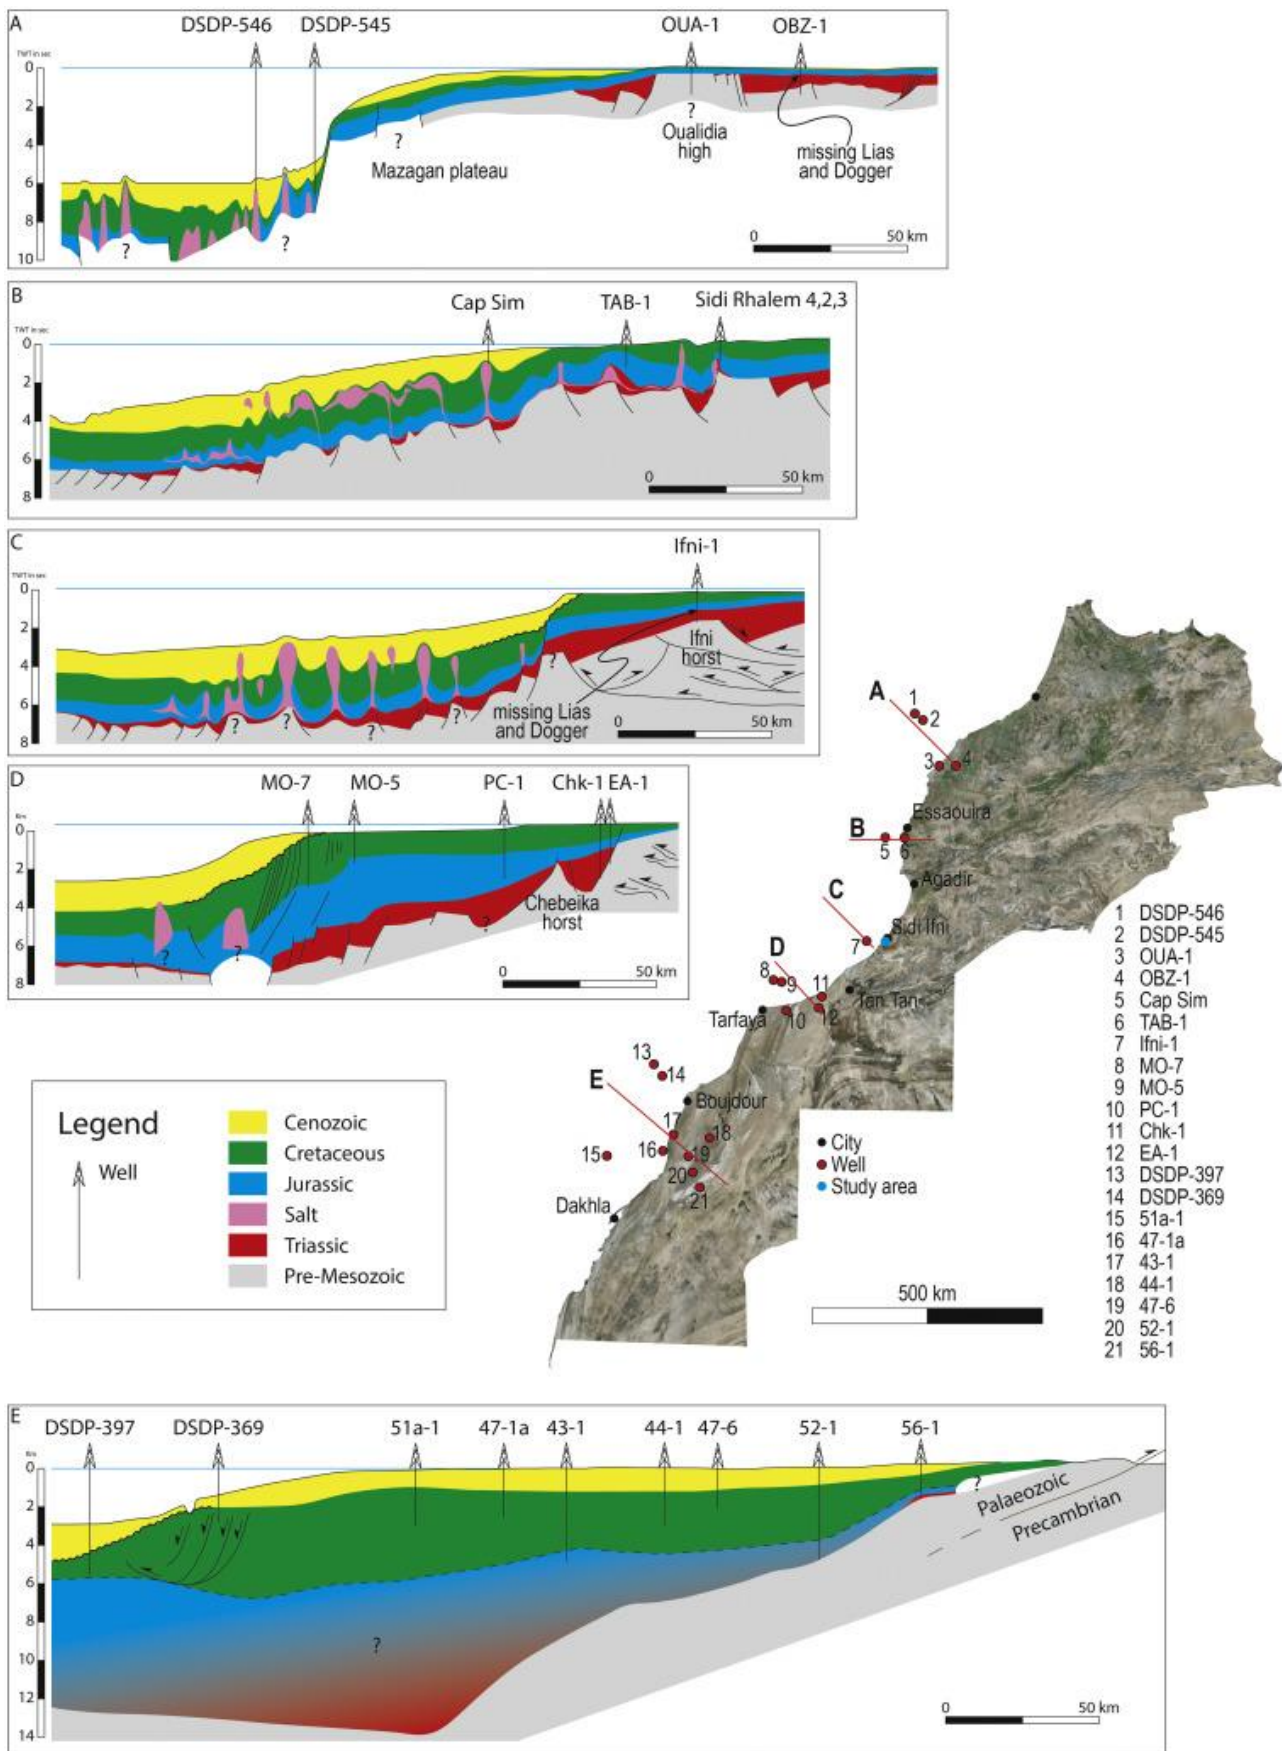 A
DSDP-546
DSDP-545
OUA-1
OBZ-1
TWT in sec
0
2
4
6
8
10
?
Mazagan plateau
?
Oualidia
high
missing Lias
and Dogger
?
?
0
50 km
B
Cap Sim
TAB-1
Sidi Rhalem 4,2,3
TWT in sec
0
2
4
6
8
0
50 km
C
Ifni-1
TWT in sec
0
2
4
6
8
Ifni
horst
?
?
?
?
?
missing Lias
and Dogger
0
50 km
D
MO-7
MO-5
PC-1
Chk-1
EA-1
Km
0
2
4
6
8
?
?
?
Chebeika
horst
0
50 km
A
1
2
3
4
Essaouira
B
5
6
Agadir
C
Sidi Ifni
7
D
8
9
11
Tan Tan
Tarfaya
10
12
13
14
E
Boujdour
17
18
15
16
19
20
21
Dakhla
City
Well
Study area
500 km
1 DSDP-546
2 DSDP-545
3 OUA-1
4 OBZ-1
5 Cap Sim
6 TAB-1
7 Ifni-1
8 MO-7
9 MO-5
10 PC-1
11 Chk-1
12 EA-1
13 DSDP-397
14 DSDP-369
15 51a-1
16 47-1a
17 43-1
18 44-1
19 47-6
20 52-1
21 56-1
Legend
Well
Cenozoic
Cretaceous
Jurassic
Salt
Triassic
Pre-Mesozoic
E
DSDP-397
DSDP-369
51a-1
47-1a
43-1
44-1
47-6
52-1
56-1
Km
0
2
4
6
8
10
12
14
?
?
Palaeozoic
Precambrian
0
50 km